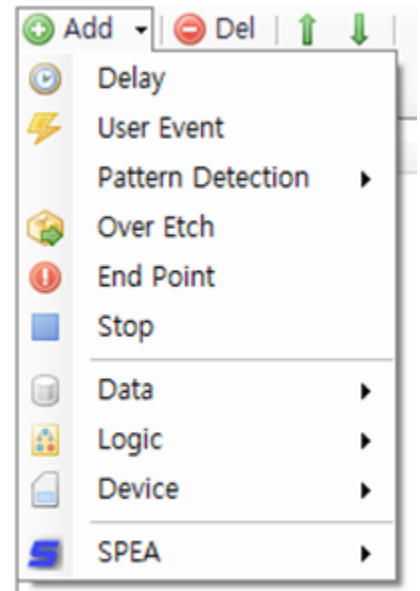 Add Del
Delay
User Event
Pattern Detection
Over Etch
End Point
Stop
Data
Logic
Device
SPEA